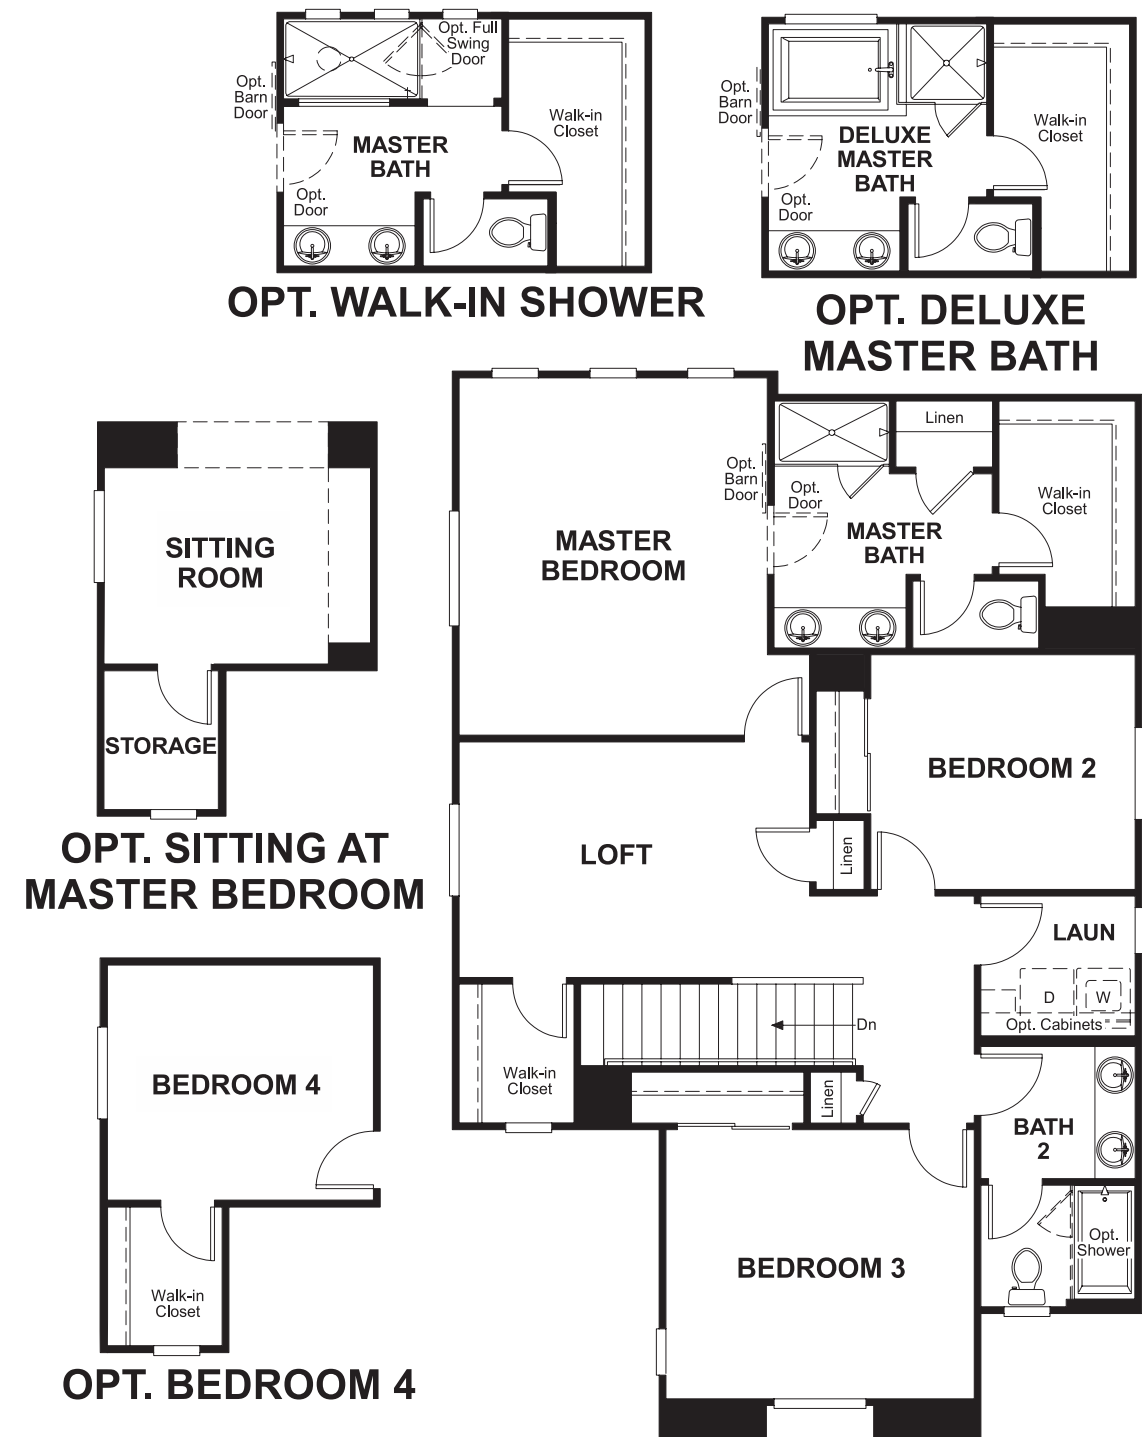 Opt. Full
Swing
Door
Opt.
Barn
Door
Walk-in
Closet
MASTER
BATH
Opt.
Door
OPT. WALK-IN SHOWER
Opt.
Barn
Door
Walk-in
Closet
DELUXE
MASTER
BATH
Opt.
Door
OPT. DELUXE
MASTER BATH
SITTING
ROOM
STORAGE
OPT. SITTING AT
MASTER BEDROOM
BEDROOM 4
Walk-in
Closet
OPT. BEDROOM 4
MASTER
BEDROOM
Opt.
Barn
Door
Opt.
Door
Linen
MASTER
BATH
Walk-in
Closet
BEDROOM 2
LOFT
Linen
LAUN
D
W
Opt. Cabinets
Dn
Walk-in
Closet
Linen
BATH
2
Opt.
Shower
BEDROOM 3